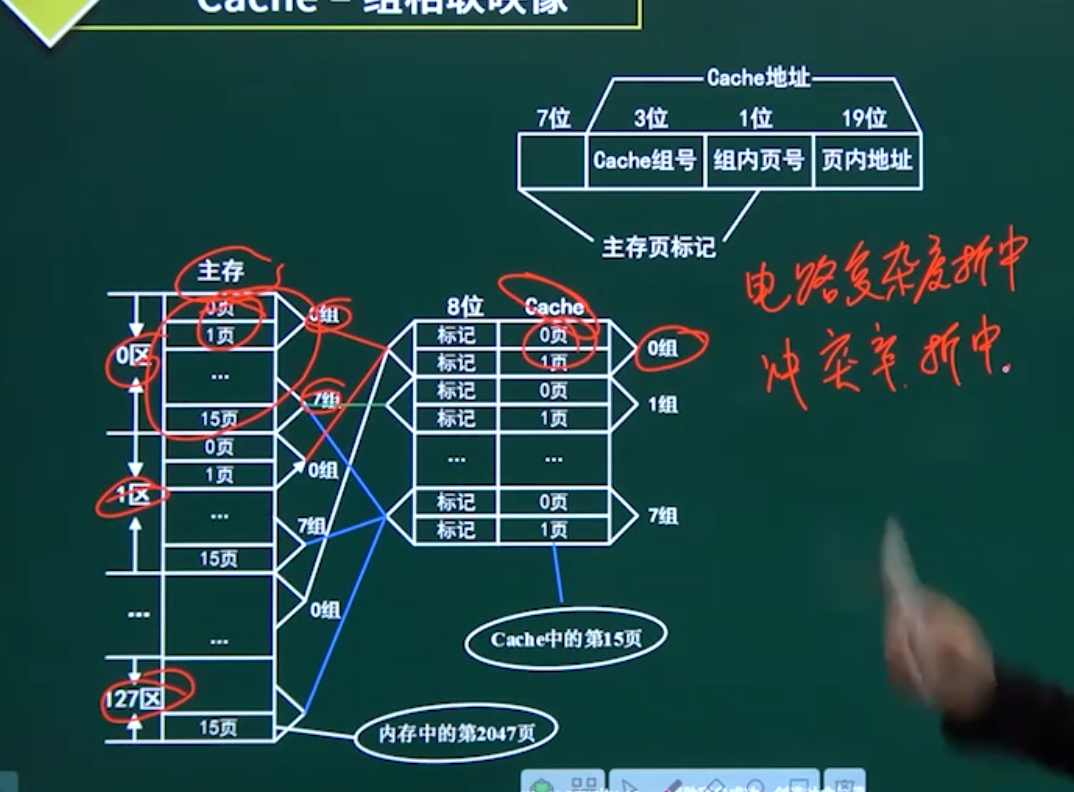 Cache – 组相联映像
Cache地址
7位 3位 1位 19位
Cache组号 组内页号 页内地址
主存页标记
电路复杂度折中
冲突率.折中.
主存
0页
1页
...
15页
0页
1页
...
15页
...
15页
0区
1区
...
127区
0组
7组
0组
7组
0组
8位 Cache
标记 0页
标记 1页
标记 0页
标记 1页
... ...
标记 0页
标记 1页
0组
1组
7组
Cache中的第15页
内存中的第2047页